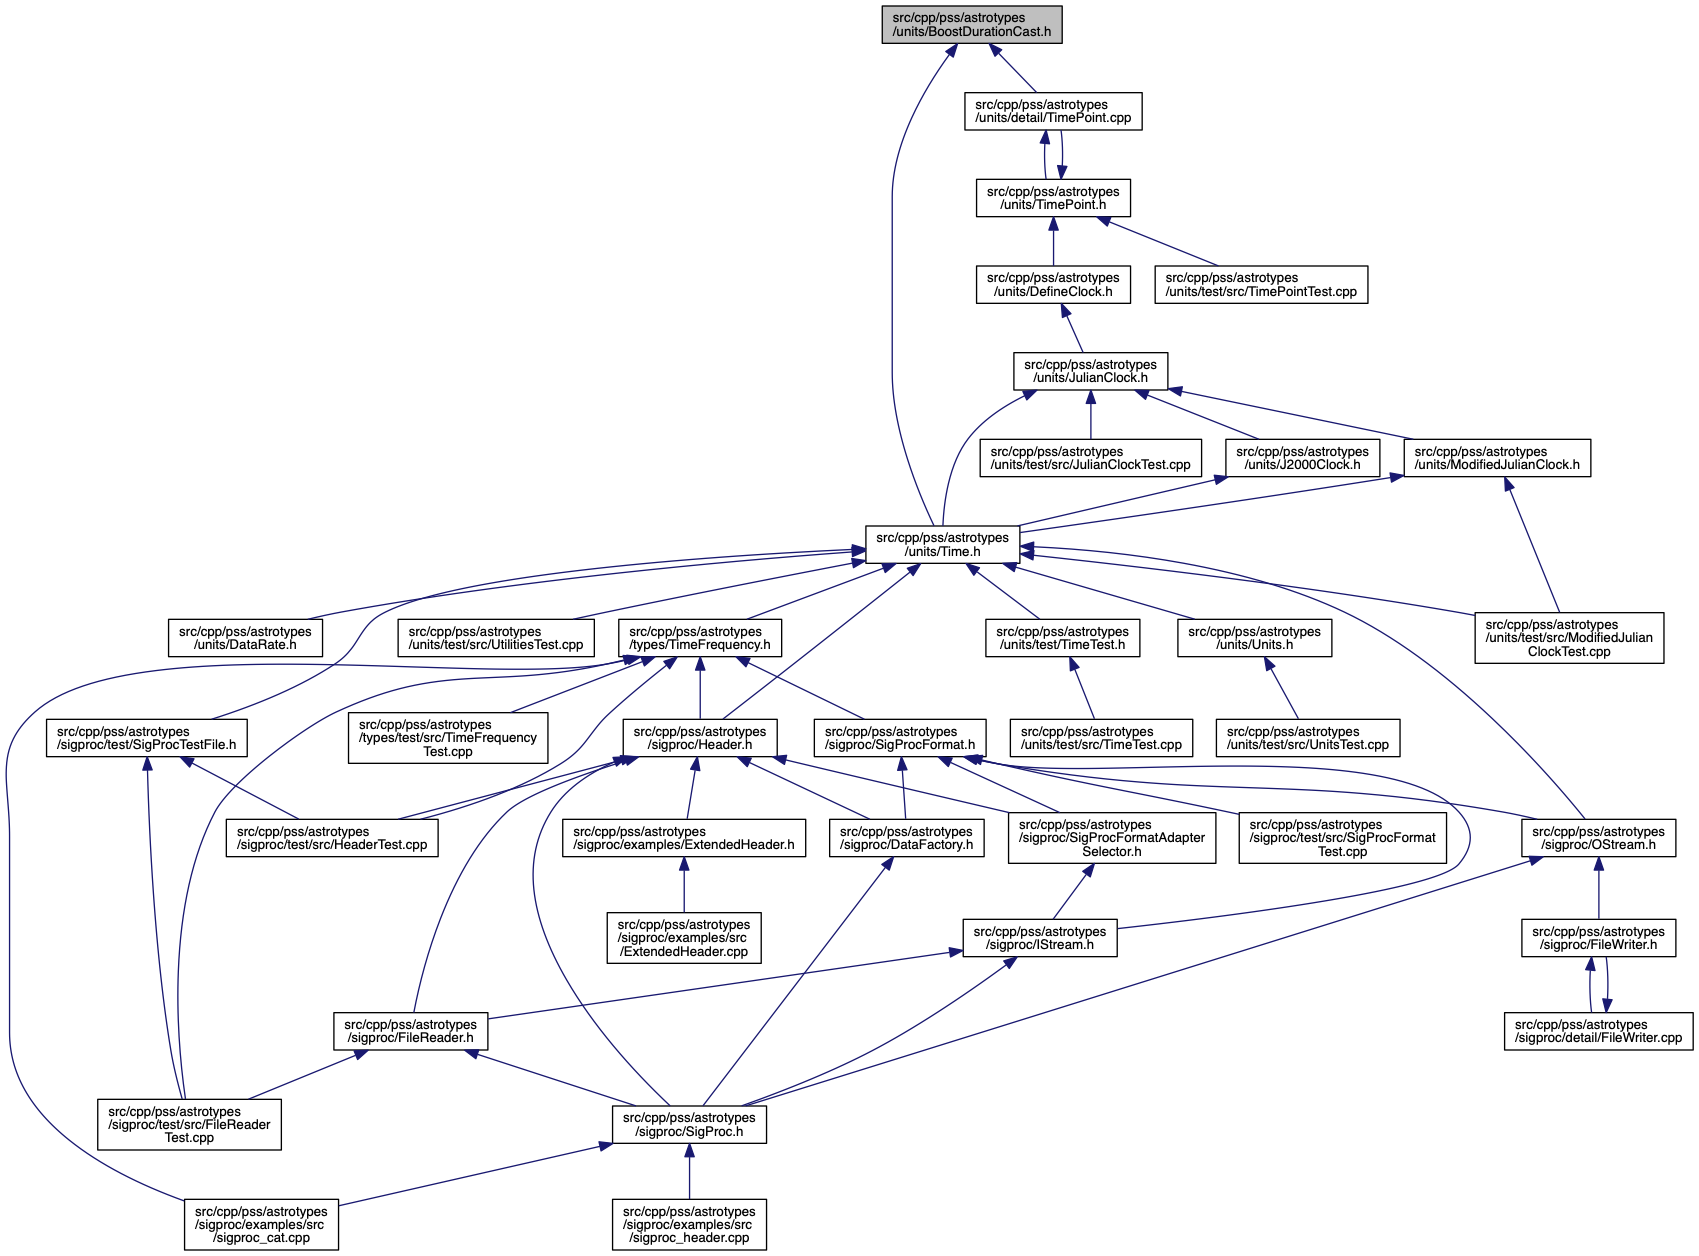 src/cpp/pss/astrotypes
/units/BoostDurationCast.h
src/cpp/pss/astrotypes
/units/detail/TimePoint.cpp
src/cpp/pss/astrotypes
/units/TimePoint.h
src/cpp/pss/astrotypes
/units/DefineClock.h
src/cpp/pss/astrotypes
/units/test/src/TimePointTest.cpp
src/cpp/pss/astrotypes
/units/JulianClock.h
src/cpp/pss/astrotypes
/units/test/src/JulianClockTest.cpp
src/cpp/pss/astrotypes
/units/J2000Clock.h
src/cpp/pss/astrotypes
/units/ModifiedJulianClock.h
src/cpp/pss/astrotypes
/units/Time.h
src/cpp/pss/astrotypes
/units/DataRate.h
src/cpp/pss/astrotypes
/units/test/src/UtilitiesTest.cpp
src/cpp/pss/astrotypes
/types/TimeFrequency.h
src/cpp/pss/astrotypes
/units/test/TimeTest.h
src/cpp/pss/astrotypes
/units/Units.h
src/cpp/pss/astrotypes
/units/test/src/ModifiedJulian
ClockTest.cpp
src/cpp/pss/astrotypes
/sigproc/test/SigProcTestFile.h
src/cpp/pss/astrotypes
/types/test/src/TimeFrequency
Test.cpp
src/cpp/pss/astrotypes
/sigproc/Header.h
src/cpp/pss/astrotypes
/sigproc/SigProcFormat.h
src/cpp/pss/astrotypes
/units/test/src/TimeTest.cpp
src/cpp/pss/astrotypes
/units/test/src/UnitsTest.cpp
src/cpp/pss/astrotypes
/sigproc/test/src/HeaderTest.cpp
src/cpp/pss/astrotypes
/sigproc/examples/ExtendedHeader.h
src/cpp/pss/astrotypes
/sigproc/DataFactory.h
src/cpp/pss/astrotypes
/sigproc/SigProcFormatAdapter
Selector.h
src/cpp/pss/astrotypes
/sigproc/test/src/SigProcFormat
Test.cpp
src/cpp/pss/astrotypes
/sigproc/OStream.h
src/cpp/pss/astrotypes
/sigproc/examples/src
/ExtendedHeader.cpp
src/cpp/pss/astrotypes
/sigproc/IStream.h
src/cpp/pss/astrotypes
/sigproc/FileWriter.h
src/cpp/pss/astrotypes
/sigproc/FileReader.h
src/cpp/pss/astrotypes
/sigproc/detail/FileWriter.cpp
src/cpp/pss/astrotypes
/sigproc/test/src/FileReader
Test.cpp
src/cpp/pss/astrotypes
/sigproc/SigProc.h
src/cpp/pss/astrotypes
/sigproc/examples/src
/sigproc_cat.cpp
src/cpp/pss/astrotypes
/sigproc/examples/src
/sigproc_header.cpp